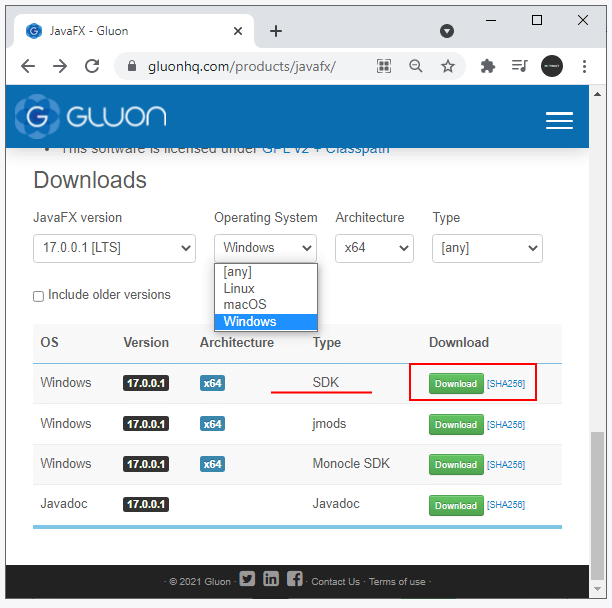 JavaFX - Gluon
gluonhq.com/products/javafx/
GLUON
This software is licensed under GPL v2 + Classpath
Downloads
JavaFX version Operating System Architecture Type
17.0.0.1 [LTS] Windows x64 [any]
[any]
Linux
macOS
Windows
Include older versions
OS Version Architecture Type Download
Windows 17.0.0.1 x64 SDK Download [SHA256]
Windows 17.0.0.1 x64 jmods Download [SHA256]
Windows 17.0.0.1 x64 Monocle SDK Download [SHA256]
Javadoc 17.0.0.1 Javadoc Download [SHA256]
· © 2021 Gluon · · Contact Us · Terms of use ·